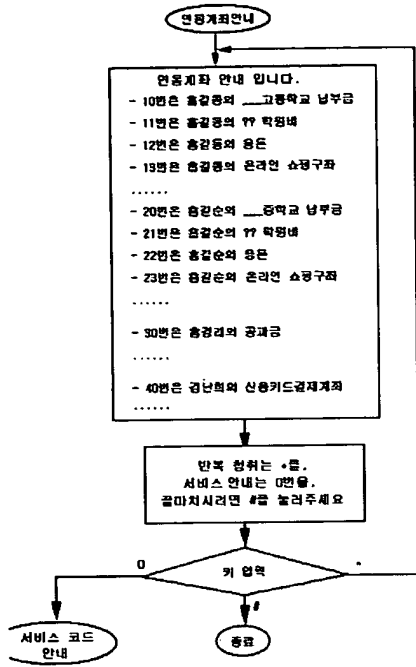 연동계좌안내
연동계좌 안내 입니다.
- 10번은 홍길동의 ___고등학교 납부금
- 11번은 홍길동의 ?? 학원비
- 12번은 홍길동의 용돈
- 13번은 홍길동의 온라인 쇼핑구좌
......
- 20번은 홍길순의 ___중학교 납부금
- 21번은 홍길순의 ?? 학원비
- 22번은 홍길순의 용돈
- 23번은 홍길순의 온라인 쇼핑구좌
......
- 30번은 홍경래의 공과금
......
- 40번은 김난희의 신용카드결제계좌
......
반복 청취는 *를,
서비스 안내는 0번을,
끝마치시려면 #를 눌러주세요
0
키 입력
*
#
서비스 코드
안내
종료